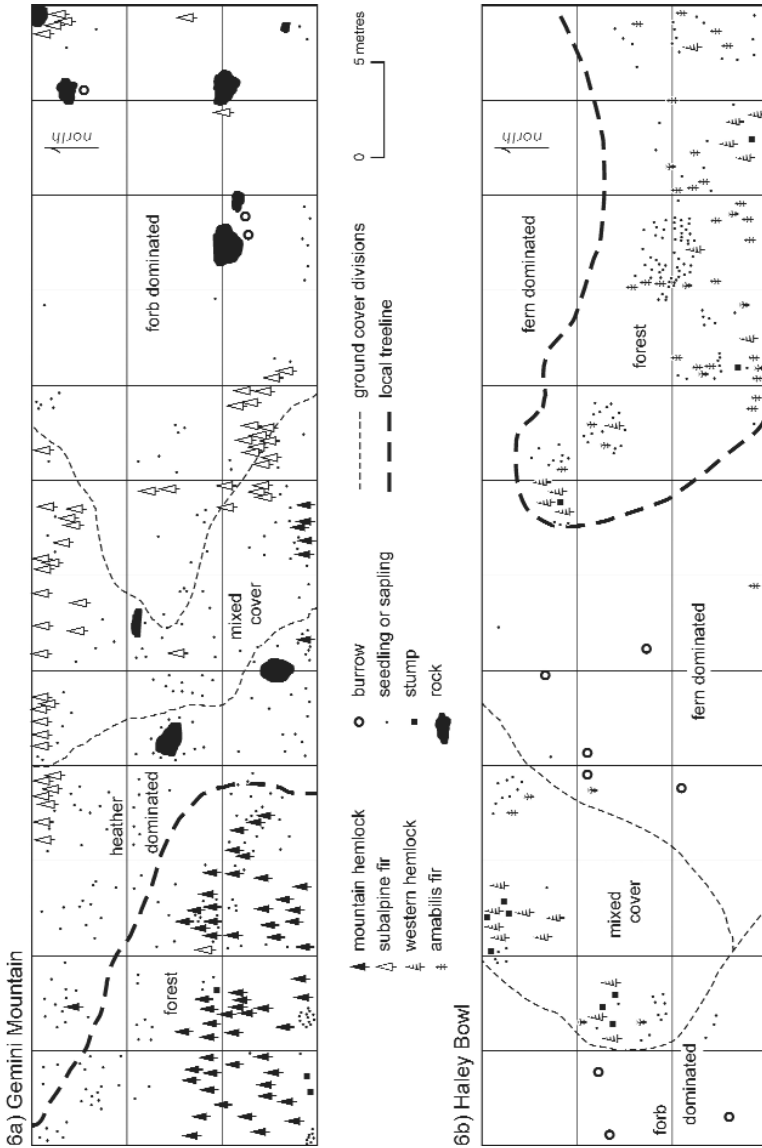 6a) Gemini Mountain
north
forest
heather
dominated
mixed
cover
forb dominated
mountain hemlock
subalpine fir
western hemlock
amabilis fir
burrow
seedling or sapling
stump
rock
ground cover divisions
local treeline
0
5 metres
6b) Haley Bowl
north
forb
dominated
mixed
cover
fern dominated
fern dominated
forest